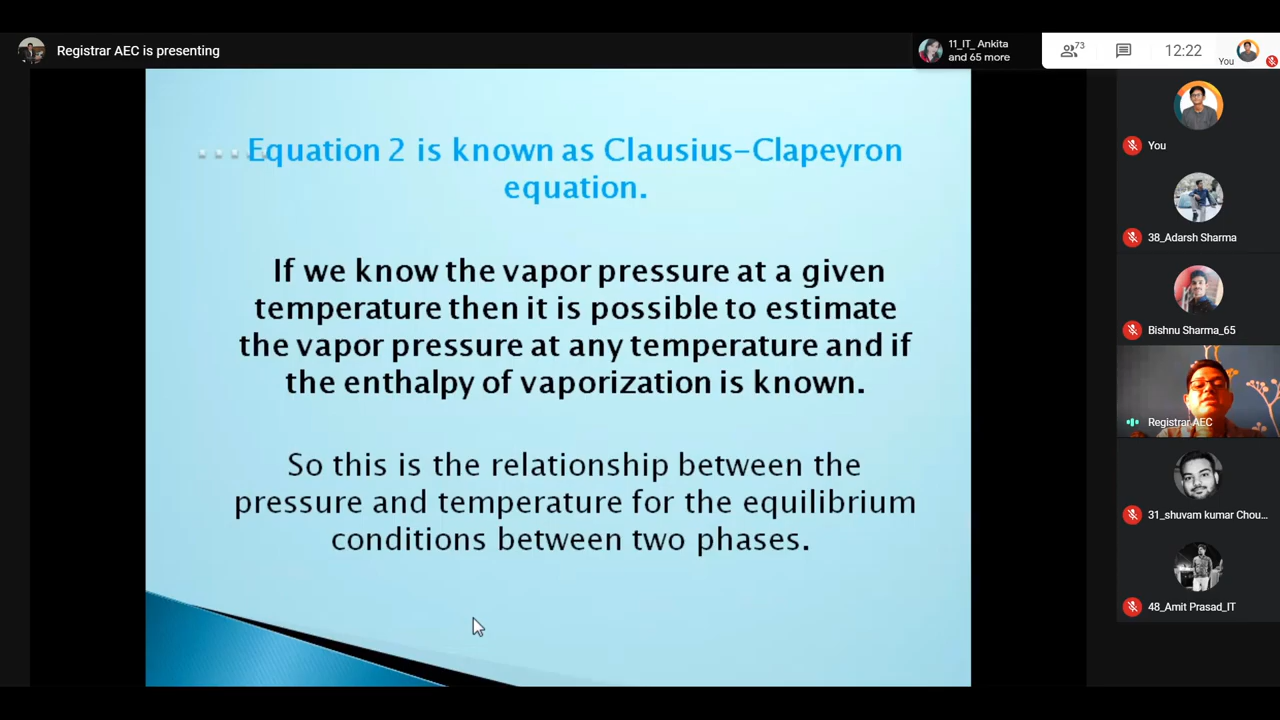 Registrar AEC is presenting
11_IT_ Ankita
and 65 more
73
12:22
You
....Equation 2 is known as Clausius-Clapeyron
equation.
If we know the vapor pressure at a given
temperature then it is possible to estimate
the vapor pressure at any temperature and if
the enthalpy of vaporization is known.
So this is the relationship between the
pressure and temperature for the equilibrium
conditions between two phases.
You
38_Adarsh Sharma
Bishnu Sharma_65
Registrar AEC
31_shuvam kumar Chou...
48_Amit Prasad_IT